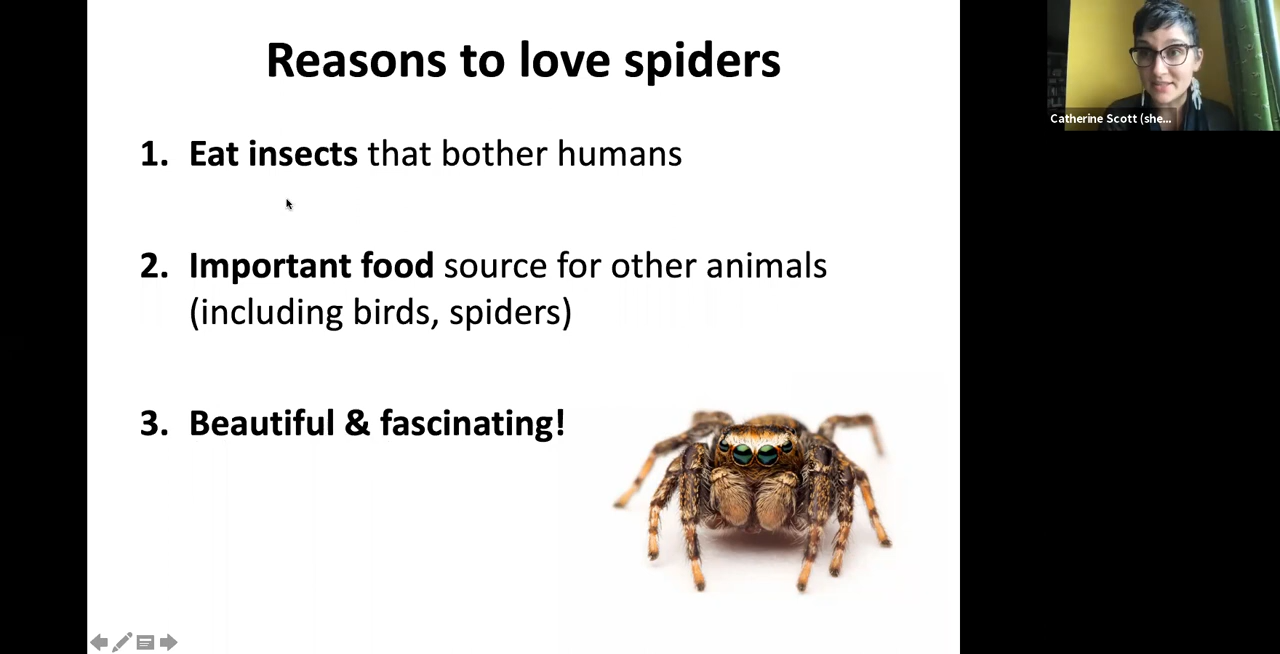 Reasons to love spiders
1. Eat insects that bother humans
2. Important food source for other animals
(including birds, spiders)
3. Beautiful & fascinating!
Catherine Scott (she...